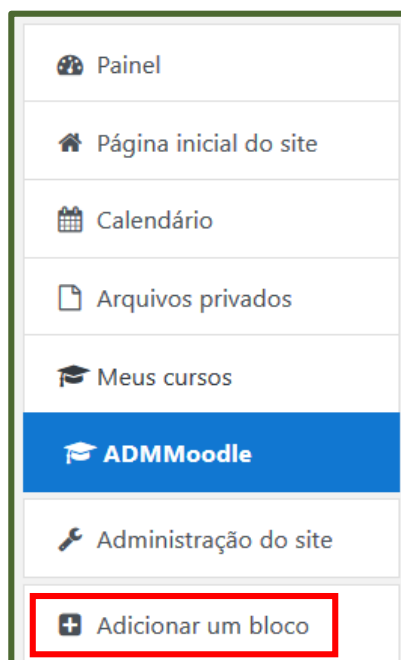 Painel
Página inicial do site
Calendário
Arquivos privados
Meus cursos
ADMMoodle
Administração do site
Adicionar um bloco